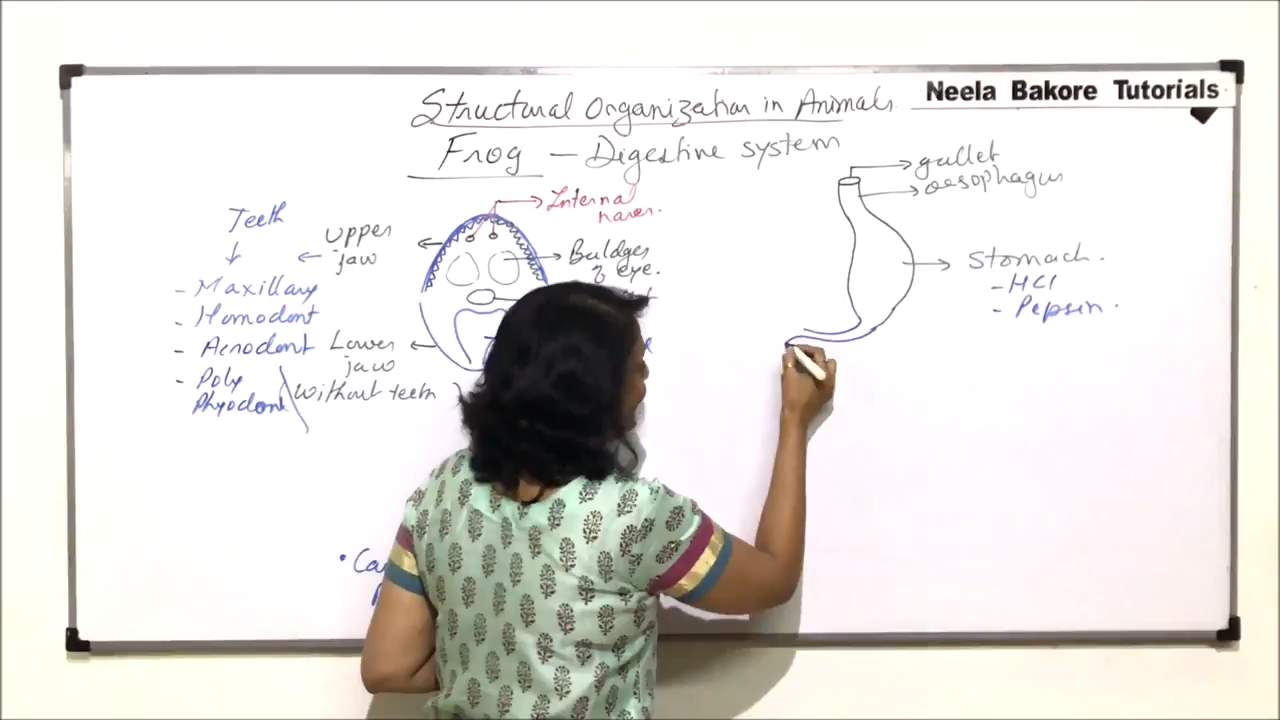 Neela Bakore Tutorials
Structural Organization in Animals
Frog — Digestive system
gullet
oesophagus
Internal
nares.
Teeth
Upper
jaw
Buldges
of eye.
Stomach.
- HCl
- Pepsin.
- Maxillary
- Homodont
- Acrodont
- Poly
Phyodont
Lower
jaw
Without teeth